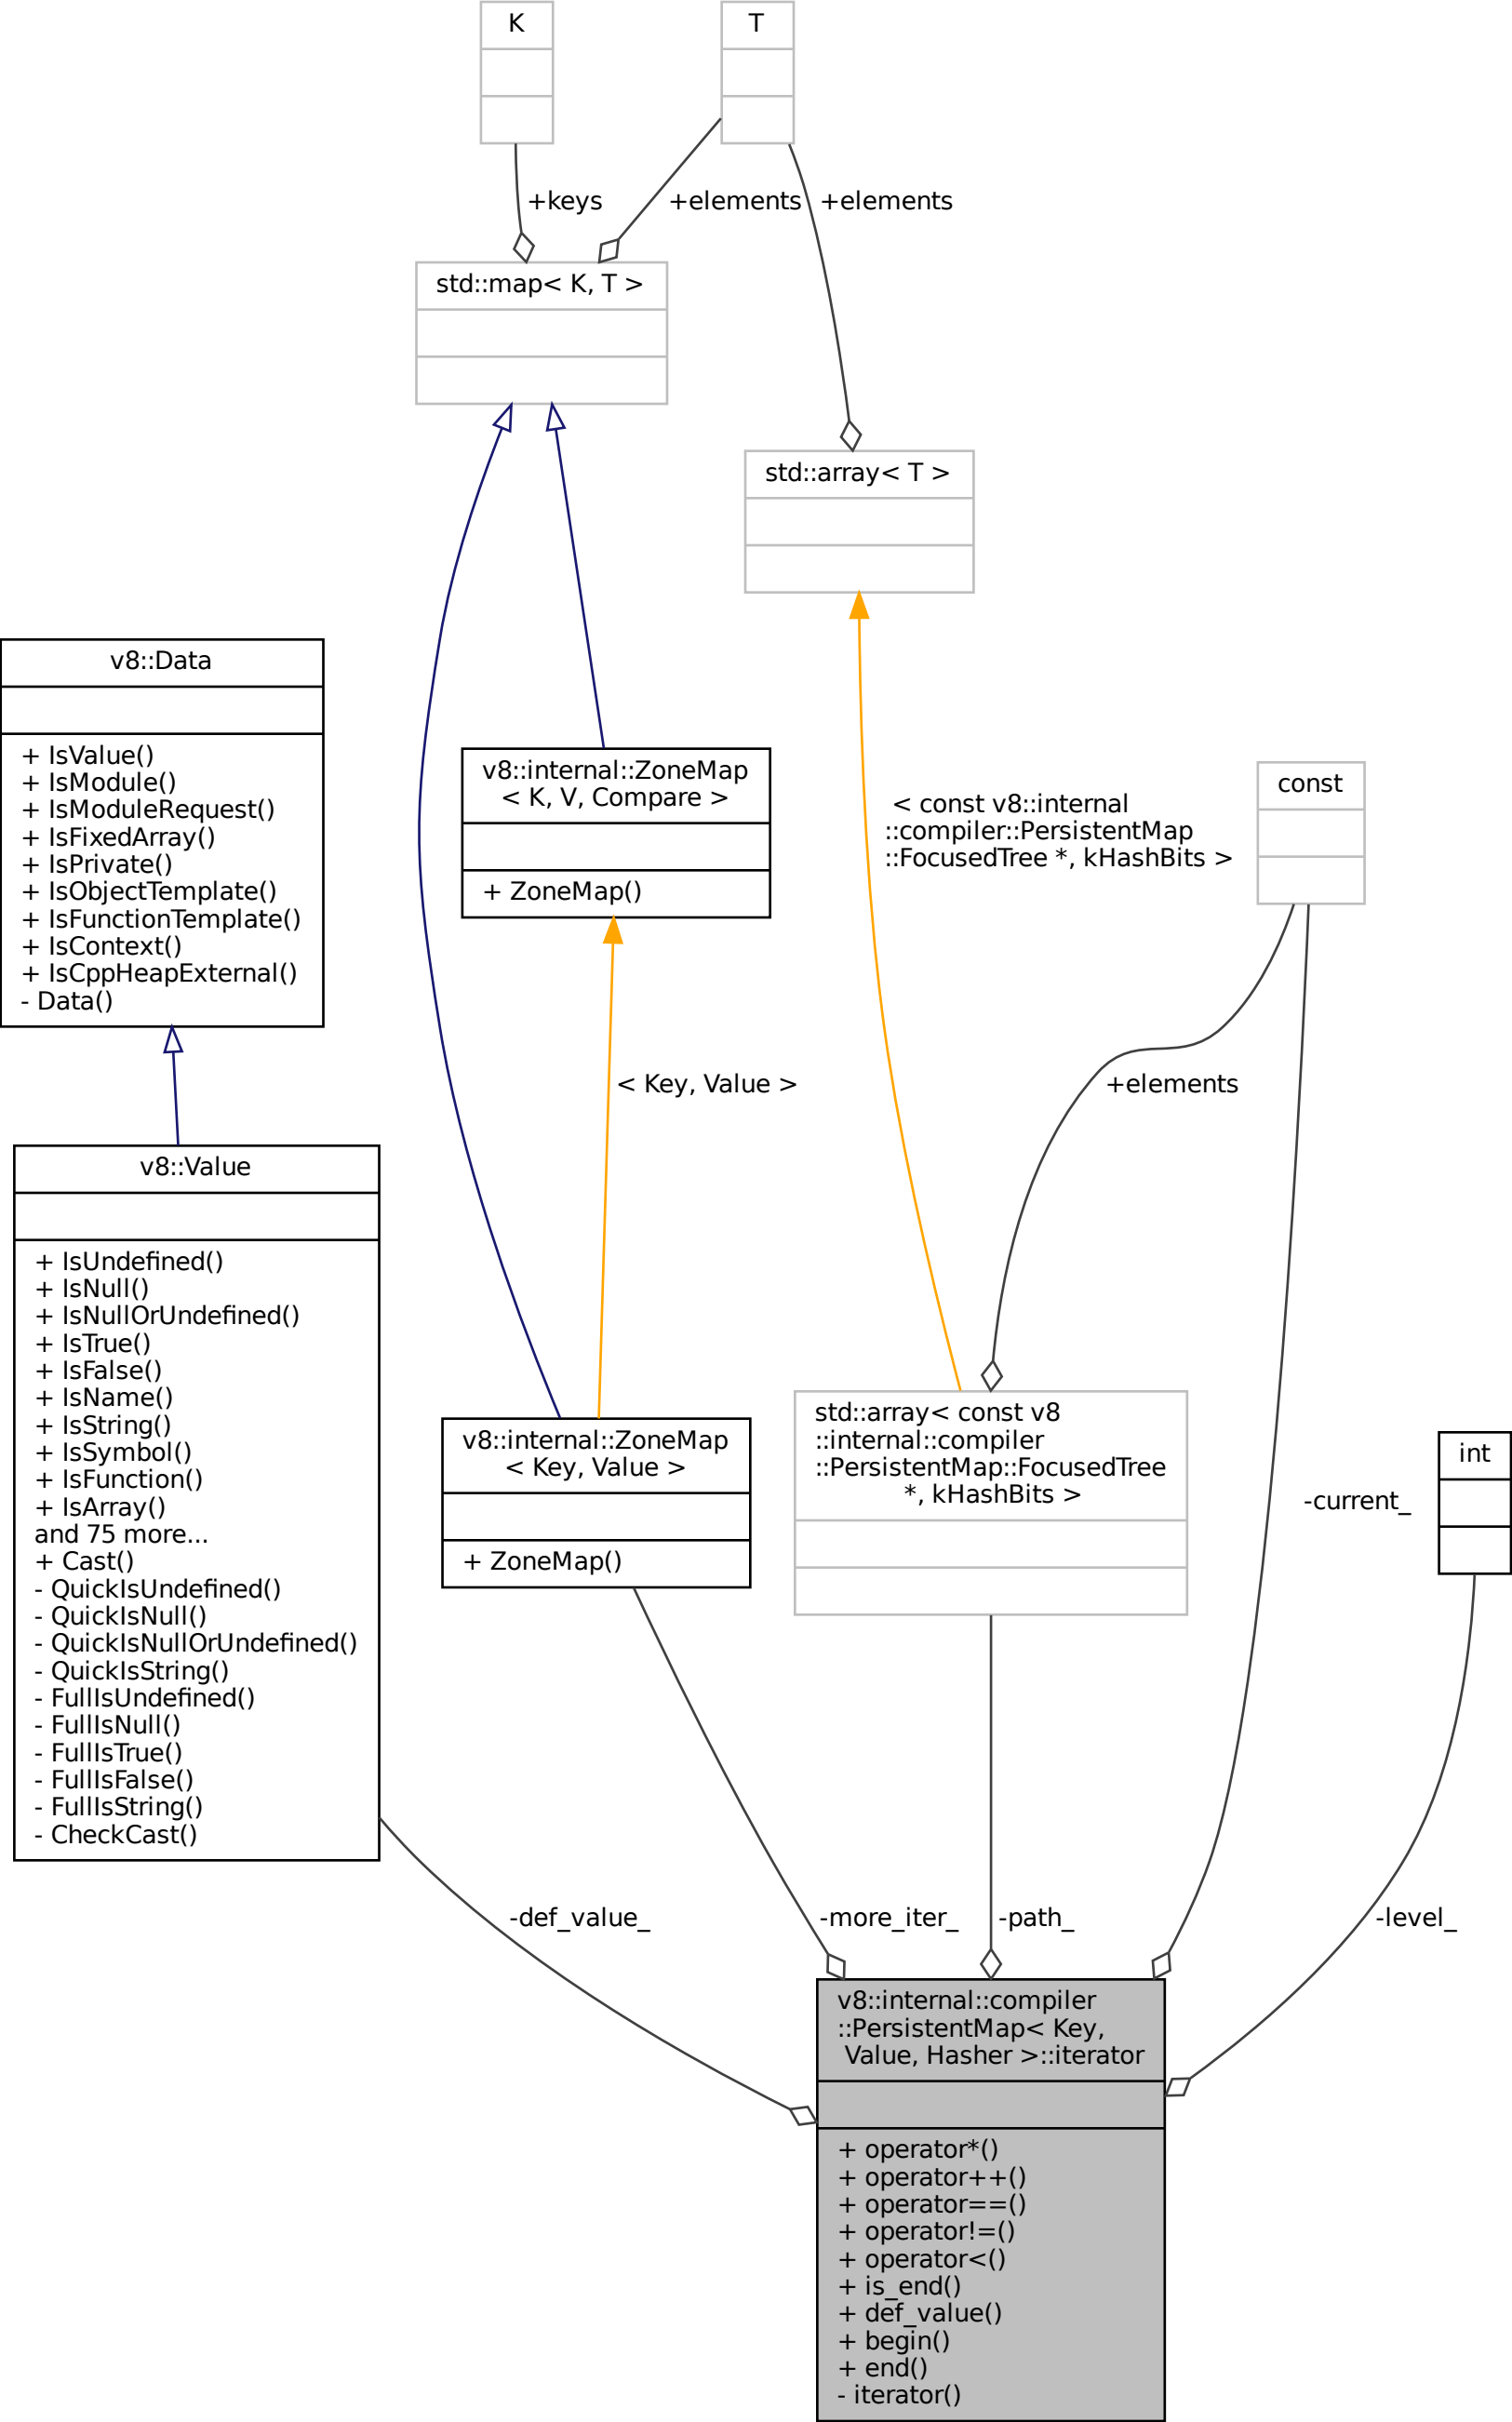 K
T
+keys
+elements
+elements
std::map< K, T >
std::array< T >
v8::Data
+ IsValue()
+ IsModule()
+ IsModuleRequest()
+ IsFixedArray()
+ IsPrivate()
+ IsObjectTemplate()
+ IsFunctionTemplate()
+ IsContext()
+ IsCppHeapExternal()
- Data()
v8::internal::ZoneMap
< K, V, Compare >
+ ZoneMap()
< const v8::internal
::compiler::PersistentMap
::FocusedTree *, kHashBits >
const
< Key, Value >
+elements
v8::Value
+ IsUndefined()
+ IsNull()
+ IsNullOrUndefined()
+ IsTrue()
+ IsFalse()
+ IsName()
+ IsString()
+ IsSymbol()
+ IsFunction()
+ IsArray()
and 75 more...
+ Cast()
- QuickIsUndefined()
- QuickIsNull()
- QuickIsNullOrUndefined()
- QuickIsString()
- FullIsUndefined()
- FullIsNull()
- FullIsTrue()
- FullIsFalse()
- FullIsString()
- CheckCast()
v8::internal::ZoneMap
< Key, Value >
+ ZoneMap()
std::array< const v8
::internal::compiler
::PersistentMap::FocusedTree
*, kHashBits >
-current_
int
-def_value_
-more_iter_
-path_
-level_
v8::internal::compiler
::PersistentMap< Key,
Value, Hasher >::iterator
+ operator*()
+ operator++()
+ operator==()
+ operator!=()
+ operator<()
+ is_end()
+ def_value()
+ begin()
+ end()
- iterator()